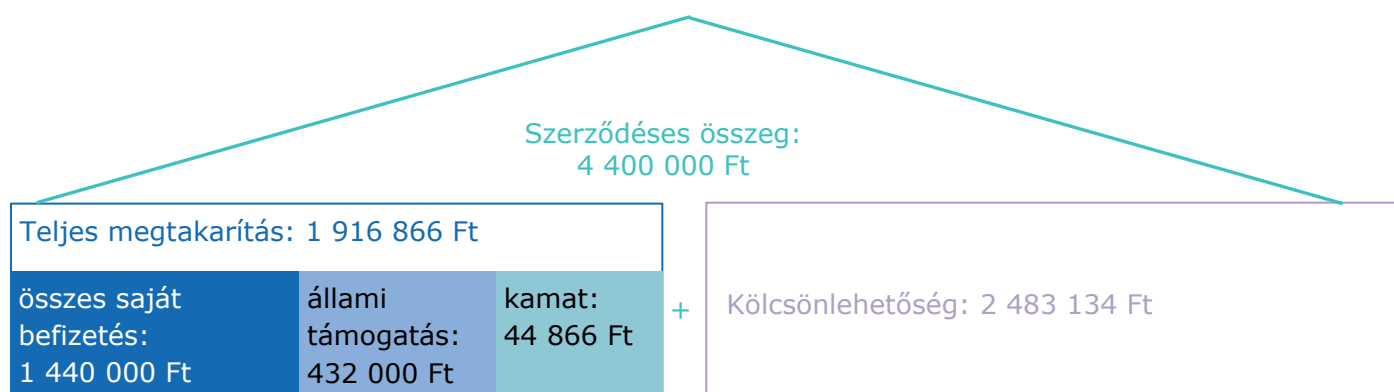 Szerződéses összeg:
4 400 000 Ft
Teljes megtakarítás: 1 916 866 Ft
összes saját
befizetés:
1 440 000 Ft
állami
támogatás:
432 000 Ft
kamat:
44 866 Ft
+
Kölcsönlehetőség: 2 483 134 Ft